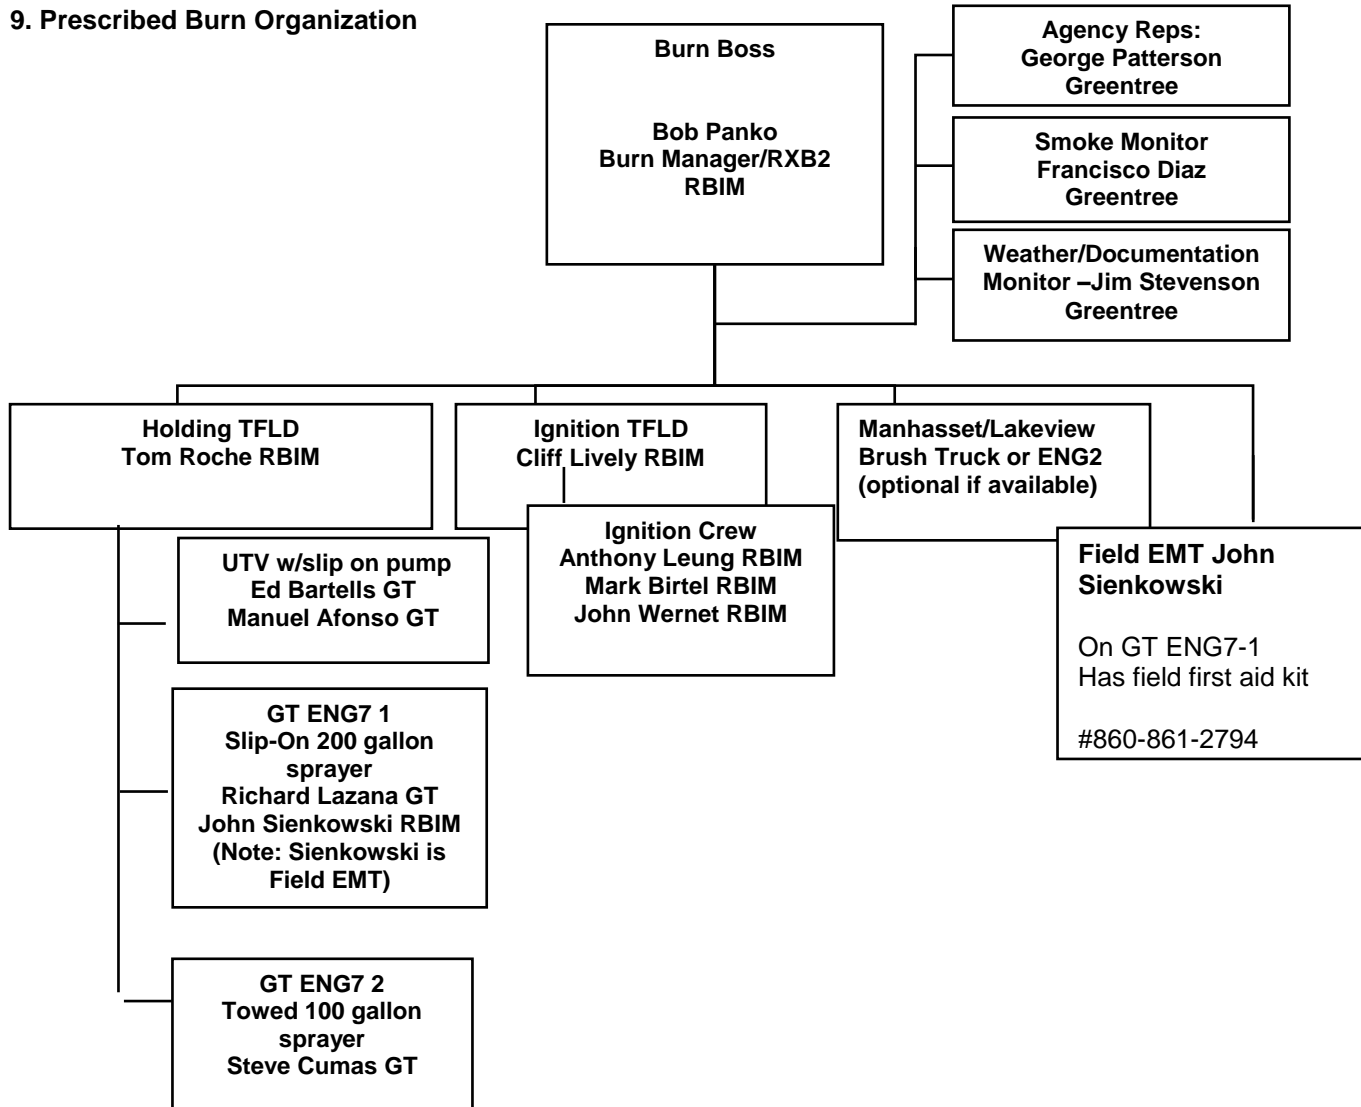 9. Prescribed Burn Organization
Burn Boss
Bob Panko
Burn Manager/RXB2
RBIM
Agency Reps:
George Patterson
Greentree
Smoke Monitor
Francisco Diaz
Greentree
Weather/Documentation
Monitor –Jim Stevenson
Greentree
Holding TFLD
Tom Roche RBIM
Ignition TFLD
Cliff Lively RBIM
Manhasset/Lakeview
Brush Truck or ENG2
(optional if available)
UTV w/slip on pump
Ed Bartells GT
Manuel Afonso GT
Ignition Crew
Anthony Leung RBIM
Mark Birtel RBIM
John Wernet RBIM
Field EMT John
Sienkowski
On GT ENG7-1
Has field first aid kit
#860-861-2794
GT ENG7 1
Slip-On 200 gallon
sprayer
Richard Lazana GT
John Sienkowski RBIM
(Note: Sienkowski is
Field EMT)
GT ENG7 2
Towed 100 gallon
sprayer
Steve Cumas GT